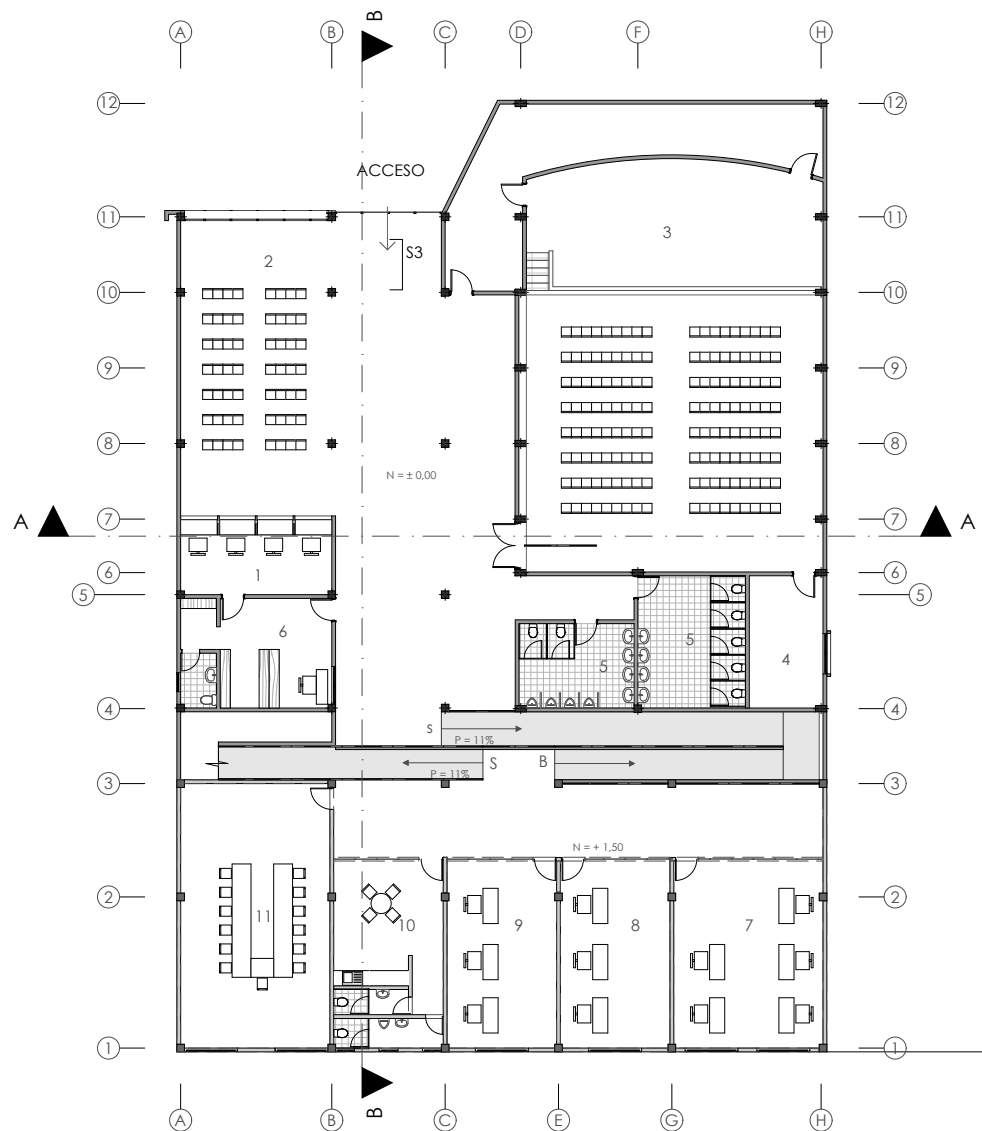 B
A B C D F H
12 12
ACCESO
11 11
S3
3
2
10 10
9 9
8 8
N = ± 0,00
A 7 7 A
1
6 6
5 5
6
5 5 4
4 4
S
P = 11%
S B
P = 11%
3 3
N = + 1,50
2 2
11 10 9 8 7
1 1
B
A B C E G H